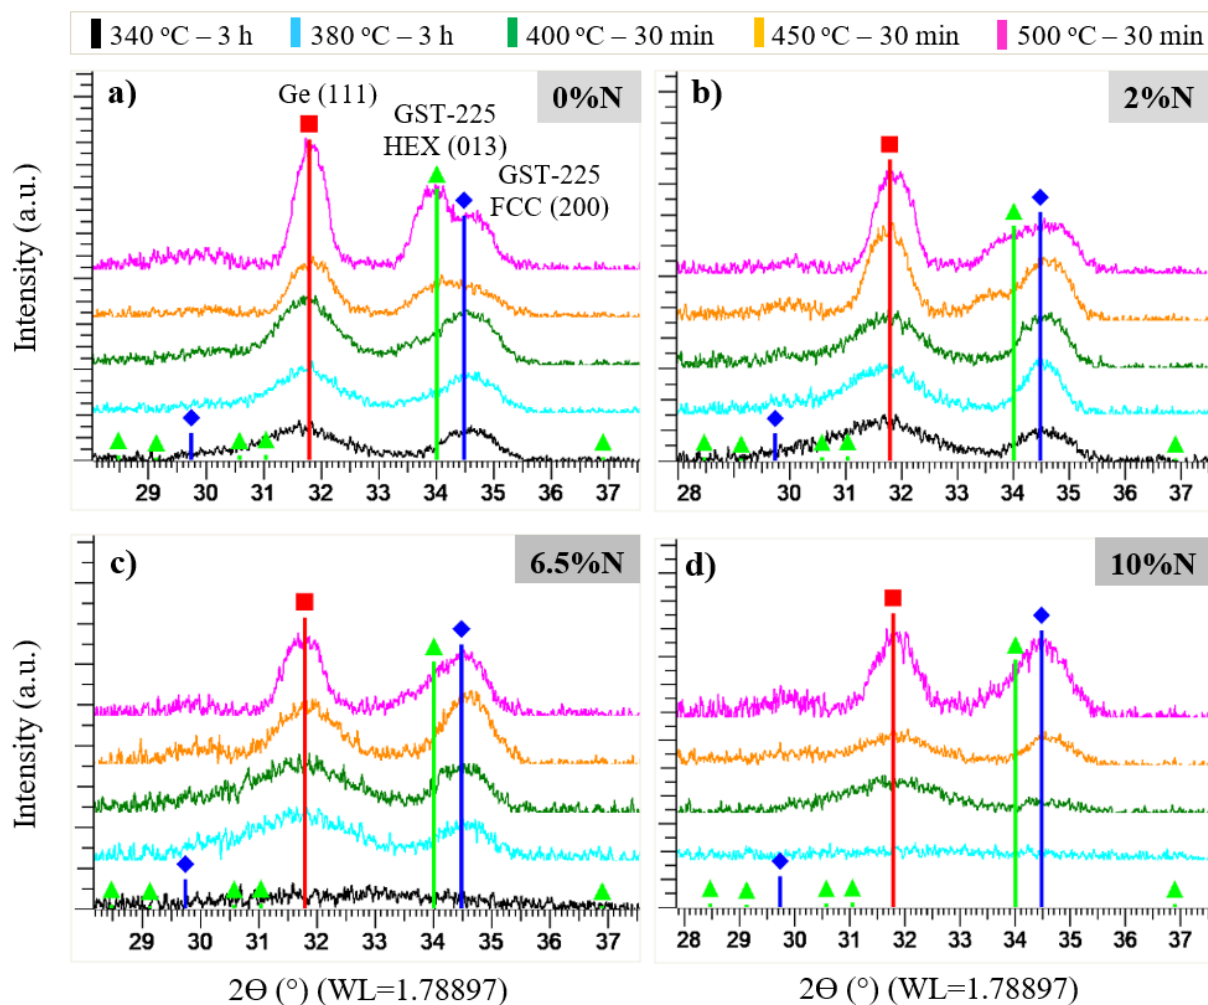 340 °C – 3 h 380 °C – 3 h 400 °C – 30 min 450 °C – 30 min 500 °C – 30 min
a) Ge (111) 0%N
GST-225
HEX (013)
GST-225
FCC (200)
Intensity (a.u.)
29 30 31 32 33 34 35 36 37
b) 2%N
28 30 31 32 33 34 35 36 37
c) 6.5%N
Intensity (a.u.)
29 30 31 32 33 34 35 36 37
2Θ (°) (WL=1.78897)
d) 10%N
28 29 30 31 32 33 34 35 36 37
2Θ (°) (WL=1.78897)